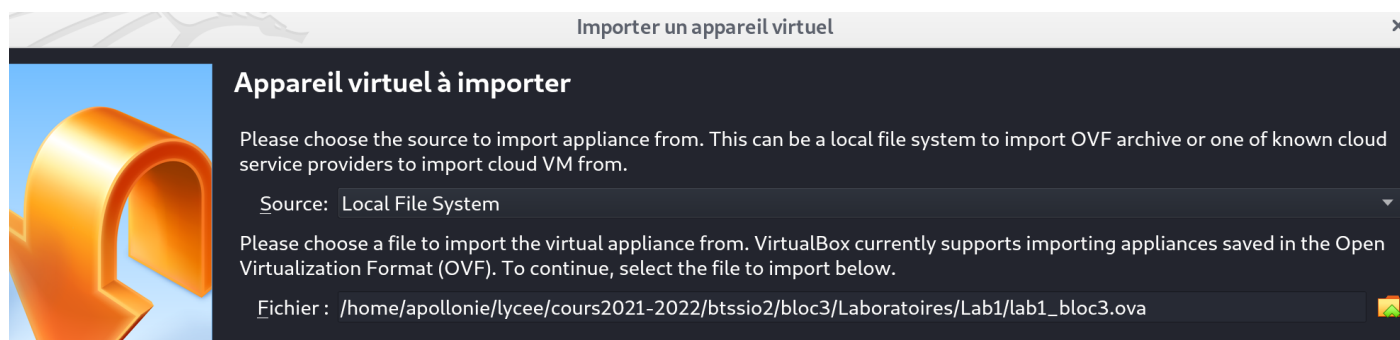 Importer un appareil virtuel
Appareil virtuel à importer
Please choose the source to import appliance from. This can be a local file system to import OVF archive or one of known cloud
service providers to import cloud VM from.
Source: Local File System
Please choose a file to import the virtual appliance from. VirtualBox currently supports importing appliances saved in the Open
Virtualization Format (OVF). To continue, select the file to import below.
Fichier : /home/apollonie/lycee/cours2021-2022/btssio2/bloc3/Laboratoires/Lab1/lab1_bloc3.ova